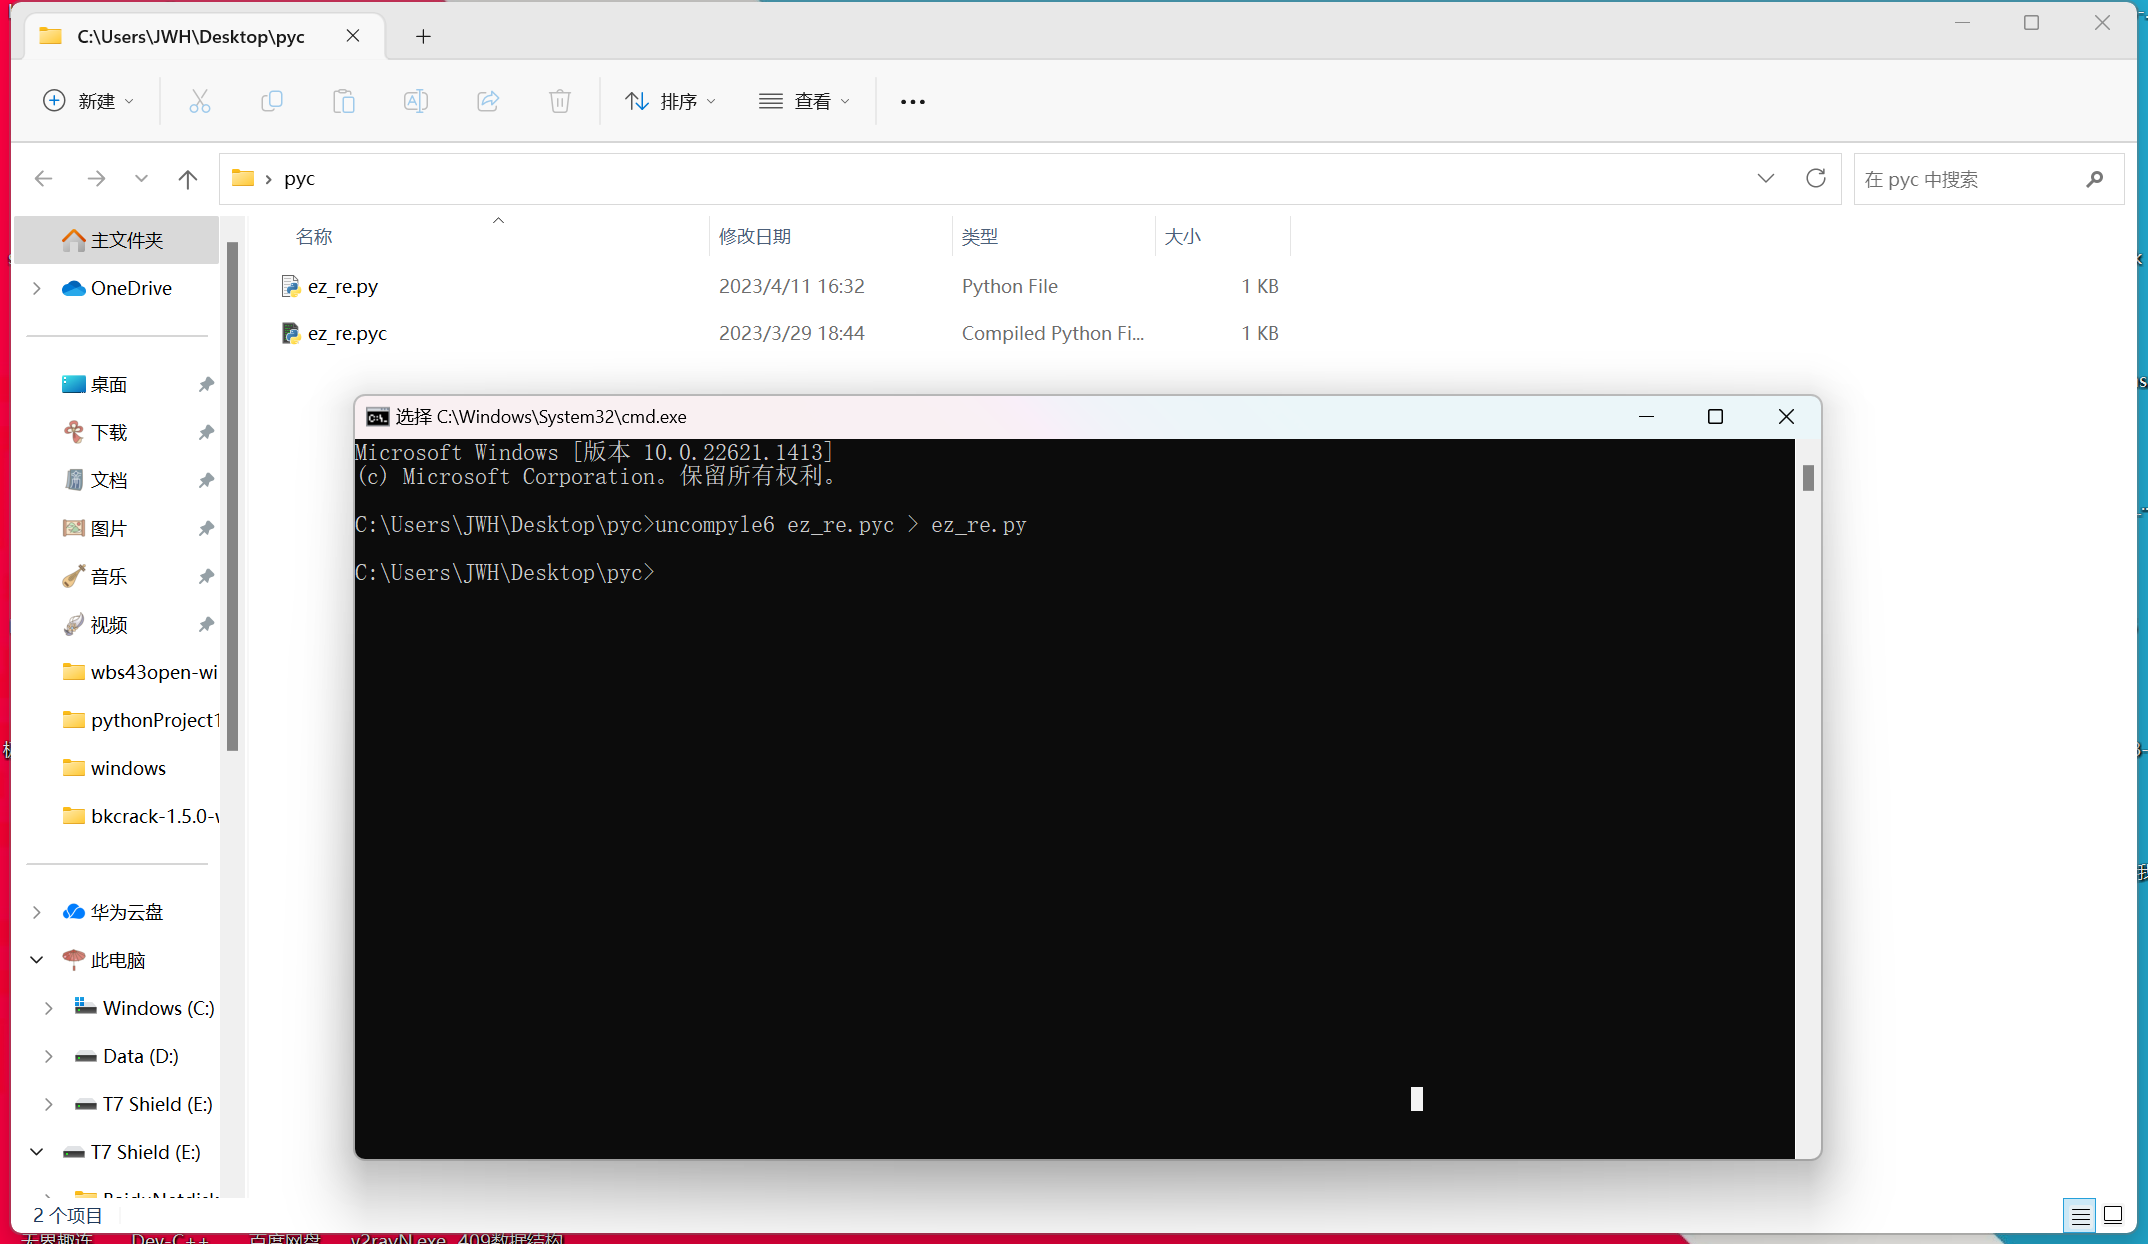 C:\Users\JWH\Desktop\pyc
新建
排序
查看
pyc
在 pyc 中搜索
名称 修改日期 类型 大小
ez_re.py 2023/4/11 16:32 Python File 1 KB
ez_re.pyc 2023/3/29 18:44 Compiled Python Fi... 1 KB
主文件夹
OneDrive
桌面
下载
文档
图片
音乐
视频
wbs43open-wi
pythonProject1
windows
bkcrack-1.5.0-w
华为云盘
此电脑
Windows (C:)
Data (D:)
T7 Shield (E:)
T7 Shield (E:)
BaiduNetdisk
2 个项目
选择 C:\Windows\System32\cmd.exe
Microsoft Windows [版本 10.0.22621.1413]
(c) Microsoft Corporation。保留所有权利。
C:\Users\JWH\Desktop\pyc>uncompyle6 ez_re.pyc > ez_re.py
C:\Users\JWH\Desktop\pyc>
无界趣连 Dev-C++ 百度网盘 v2rayN.exe 409数据结构